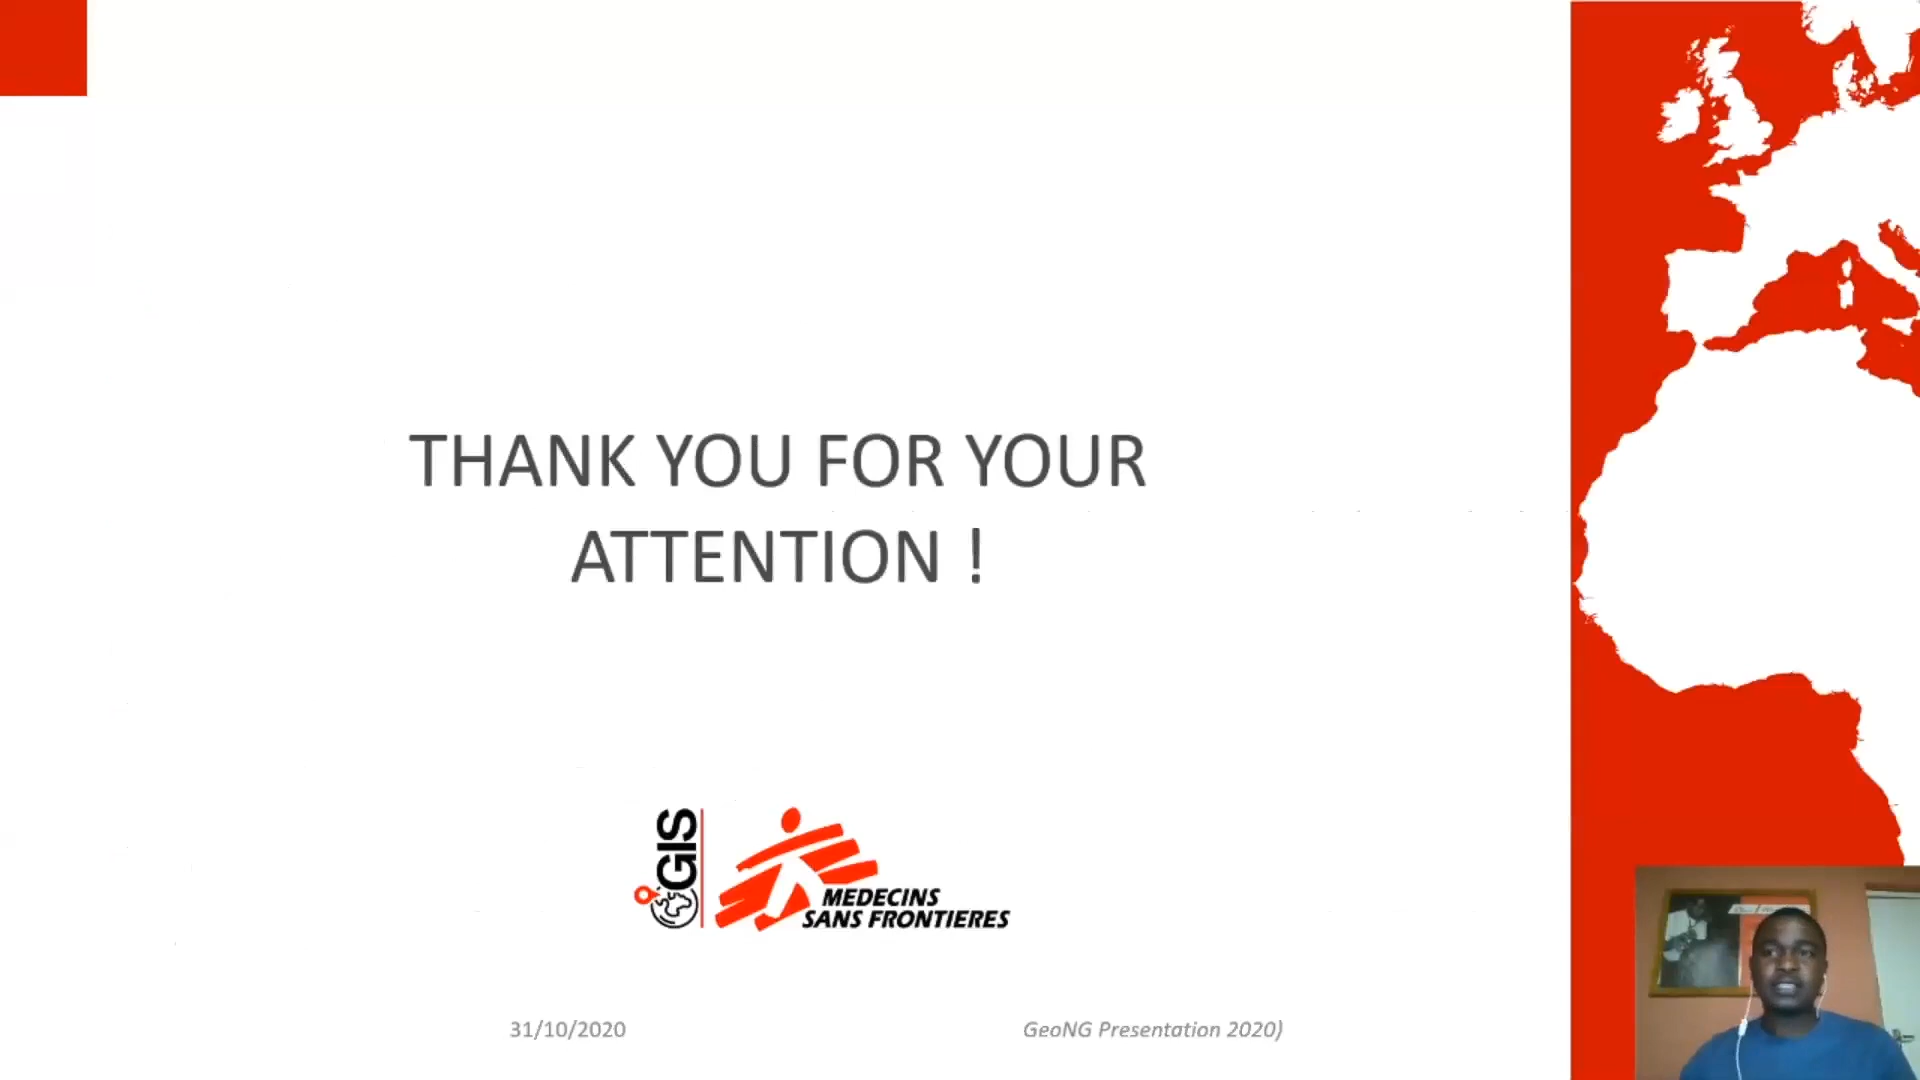 THANK YOU FOR YOUR
ATTENTION !
GIS
MEDECINS
SANS FRONTIERES
31/10/2020
GeoNG Presentation 2020)